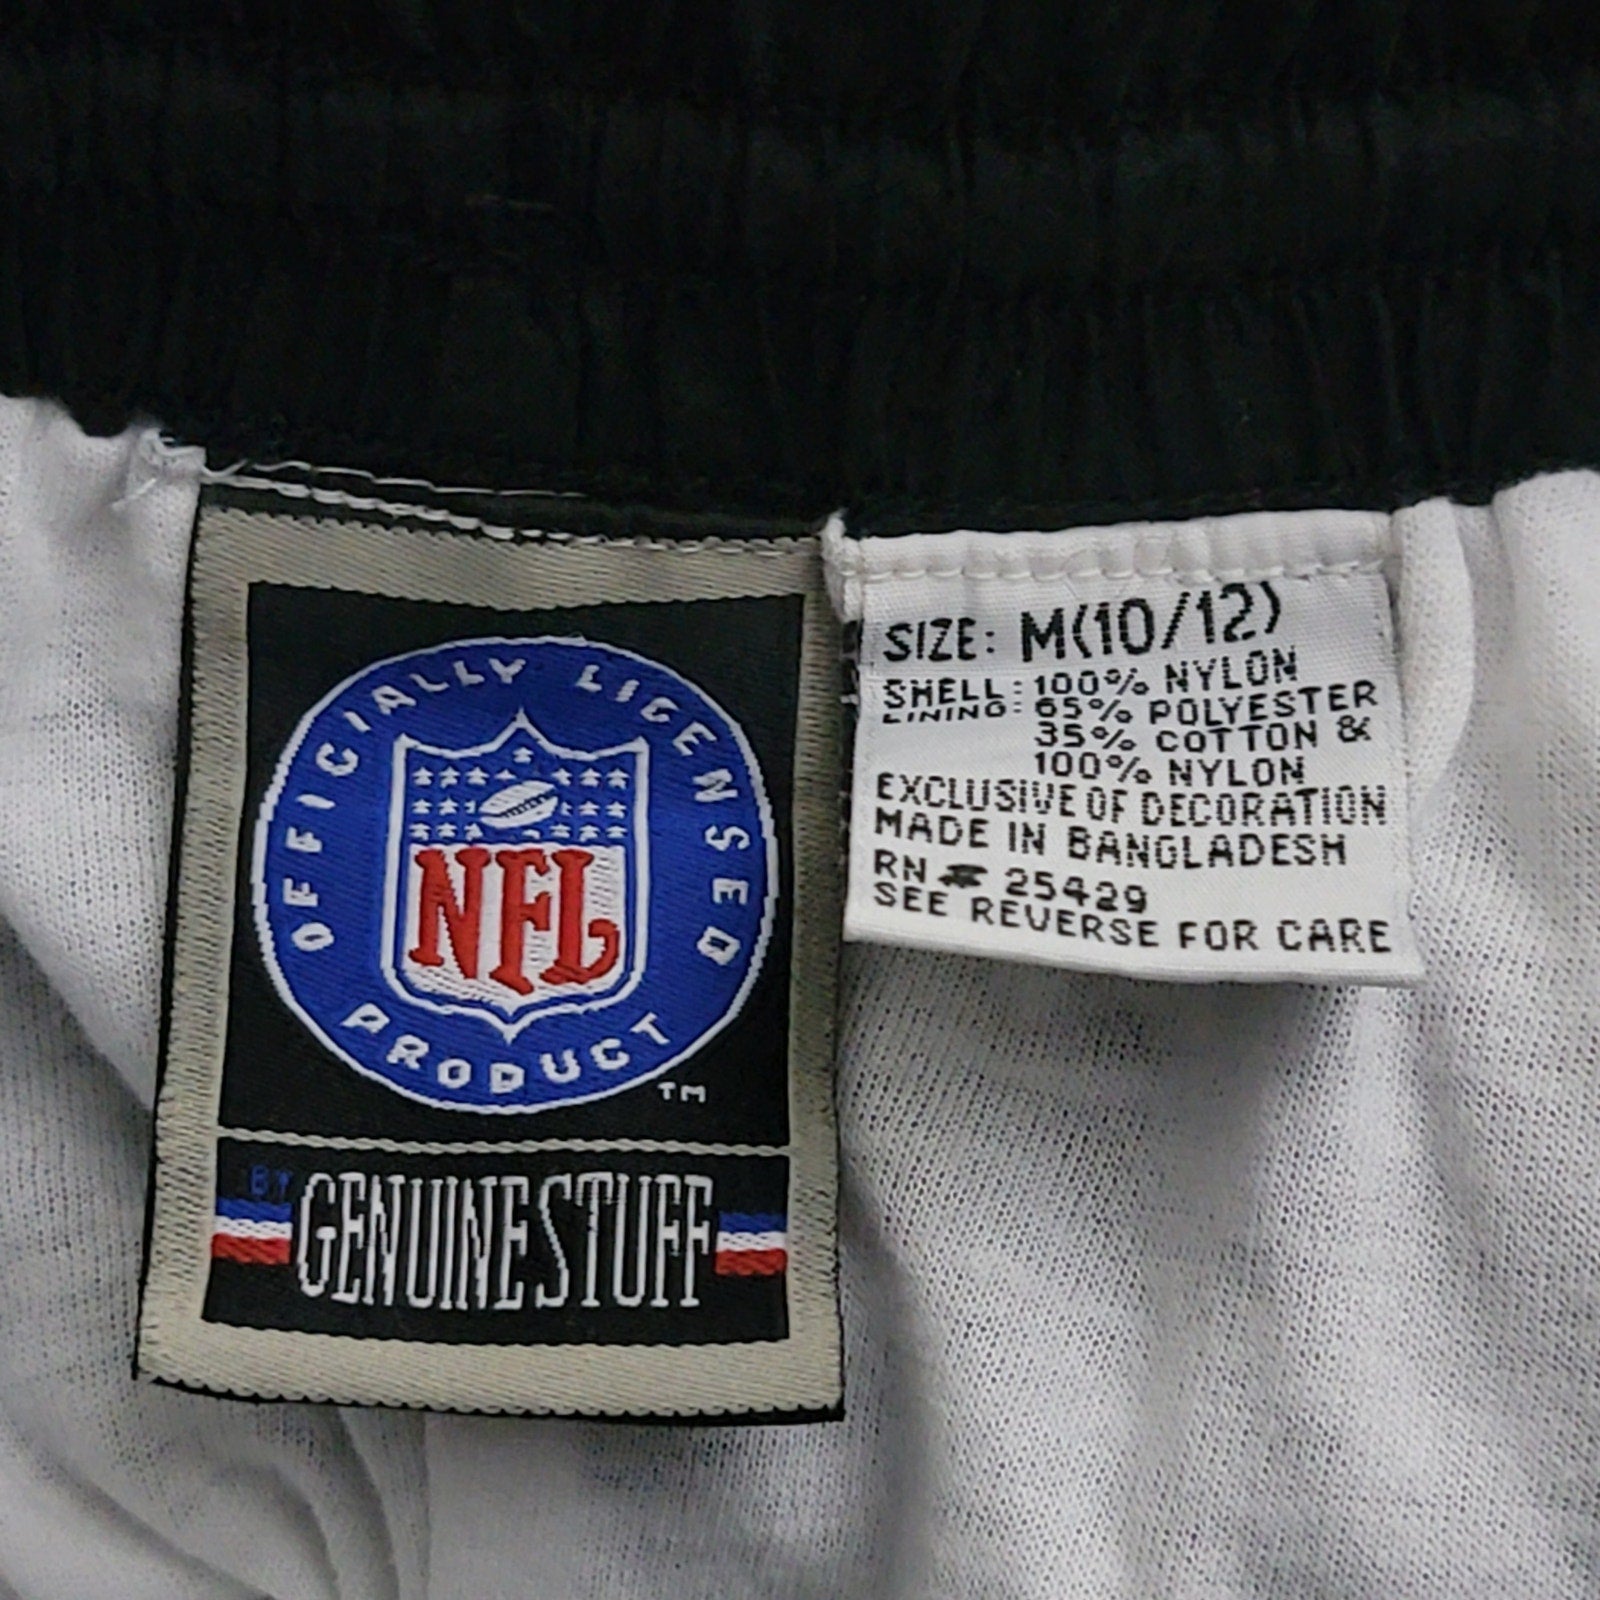 OFFICIALLY LICENSED
NFL
PRODUCT
TM
BY GENUINE STUFF
SIZE: M(10/12)
SHELL: 100% NYLON
LINING: 65% POLYESTER
35% COTTON &
100% NYLON
EXCLUSIVE OF DECORATION
MADE IN BANGLADESH
RN # 25429
SEE REVERSE FOR CARE